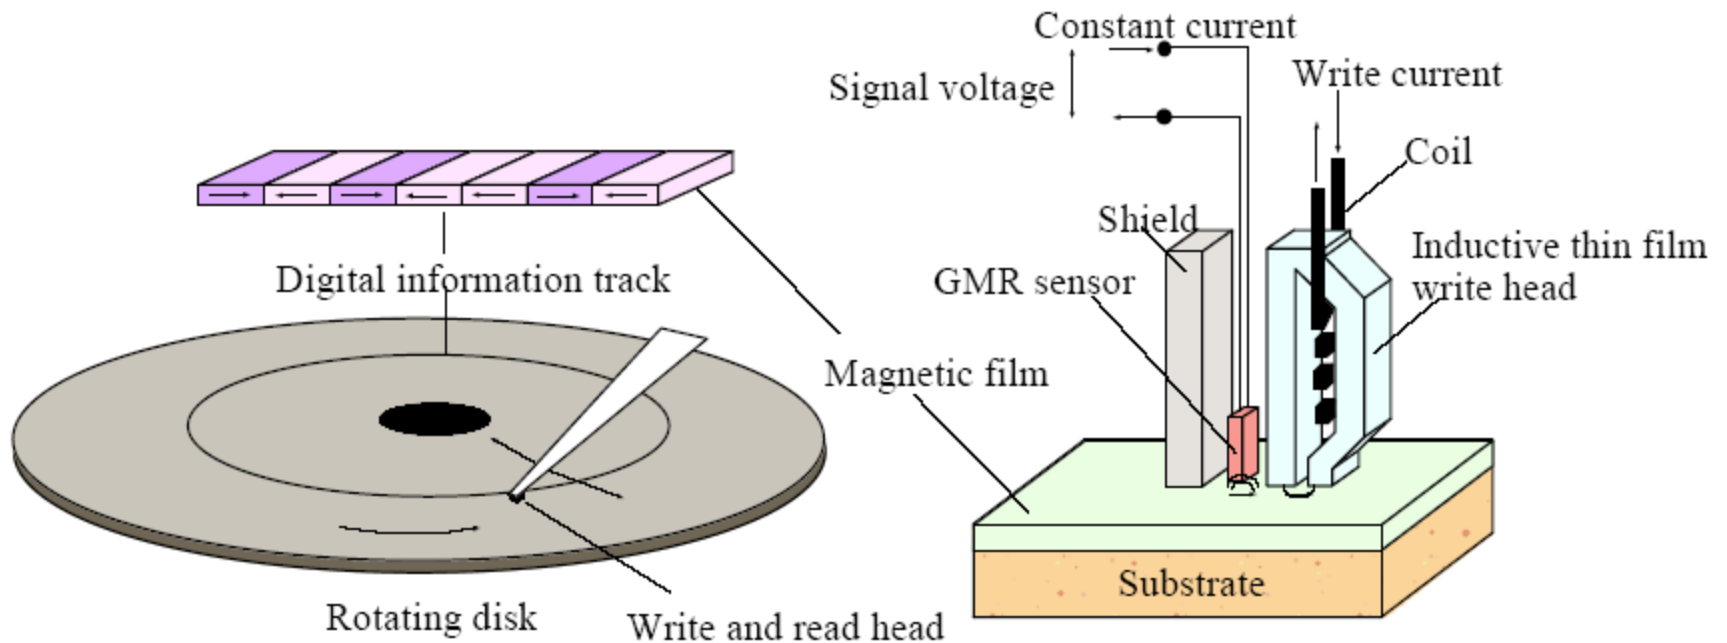 Constant current
Signal voltage
Write current
Coil
Shield
Inductive thin film
write head
GMR sensor
Digital information track
Magnetic film
Substrate
Rotating disk
Write and read head